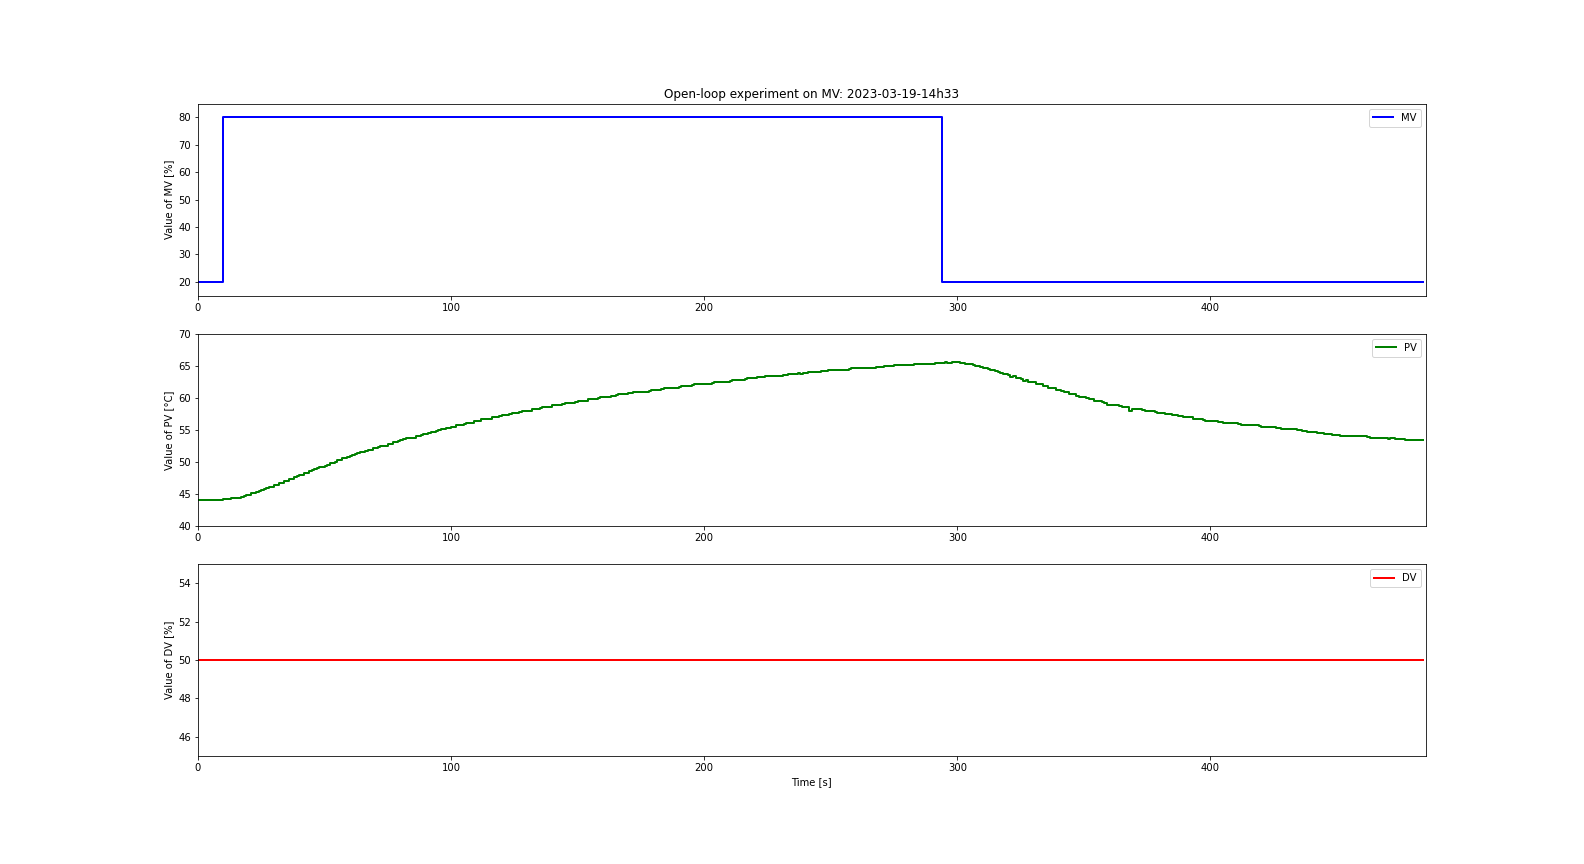 Open-loop experiment on MV: 2023-03-19-14h33
MV
Value of MV [%]
80
70
60
50
40
30
20
0 100 200 300 400
PV
Value of PV [°C]
70
65
60
55
50
45
40
0 100 200 300 400
DV
Value of DV [%]
54
52
50
48
46
0 100 200 300 400
Time [s]